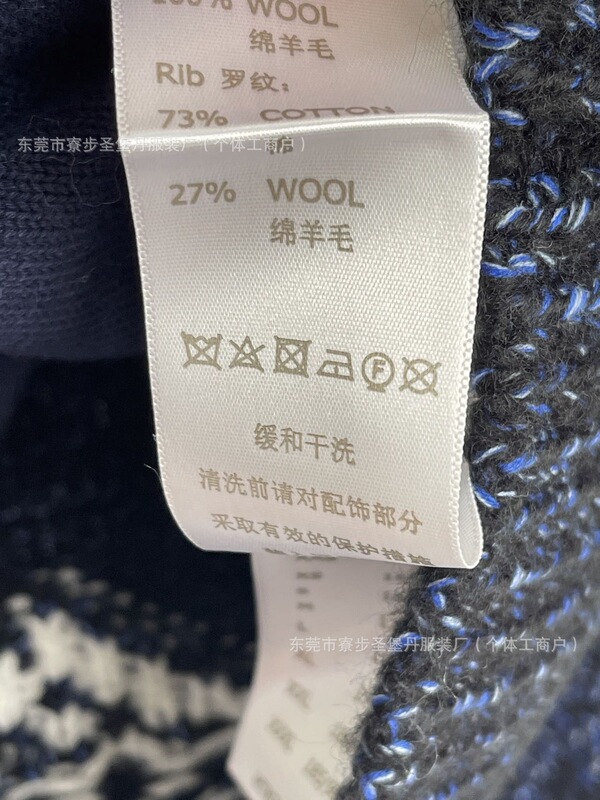 100% WOOL
绵羊毛
Rib 罗纹:
73% COTTON
棉
27% WOOL
绵羊毛
缓和干洗
清洗前请对配饰部分
采取有效的保护措施
东莞市寮步圣堡丹服装厂(个体工商户)
东莞市寮步圣堡丹服装厂(个体工商户)